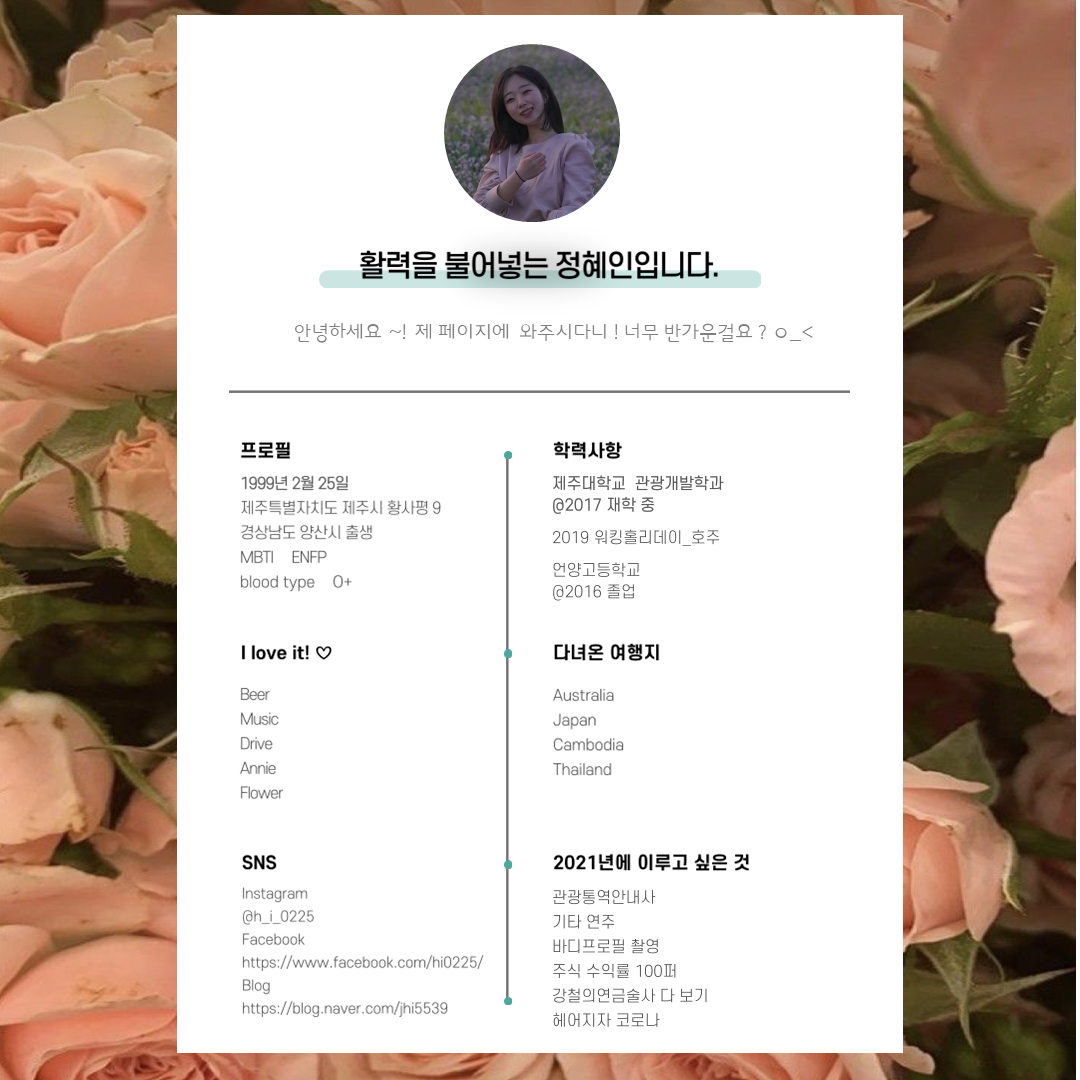 활력을 불어넣는 정혜인입니다.
안녕하세요 ~! 제 페이지에 와주시다니 ! 너무 반가운걸요 ? ㅇ_<
프로필
1999년 2월 25일
제주특별자치도 제주시 황사평 9
경상남도 양산시 출생
MBTI ENFP
blood type O+
학력사항
제주대학교 관광개발학과
@2017 재학 중
2019 워킹홀리데이_호주
언양고등학교
@2016 졸업
I love it! ♡
Beer
Music
Drive
Annie
Flower
다녀온 여행지
Australia
Japan
Cambodia
Thailand
SNS
Instagram
@h_i_0225
Facebook
https://www.facebook.com/hi0225/
Blog
https://blog.naver.com/jhi5539
2021년에 이루고 싶은 것
관광통역안내사
기타 연주
바디프로필 촬영
주식 수익률 100퍼
강철의연금술사 다 보기
헤어지자 코로나